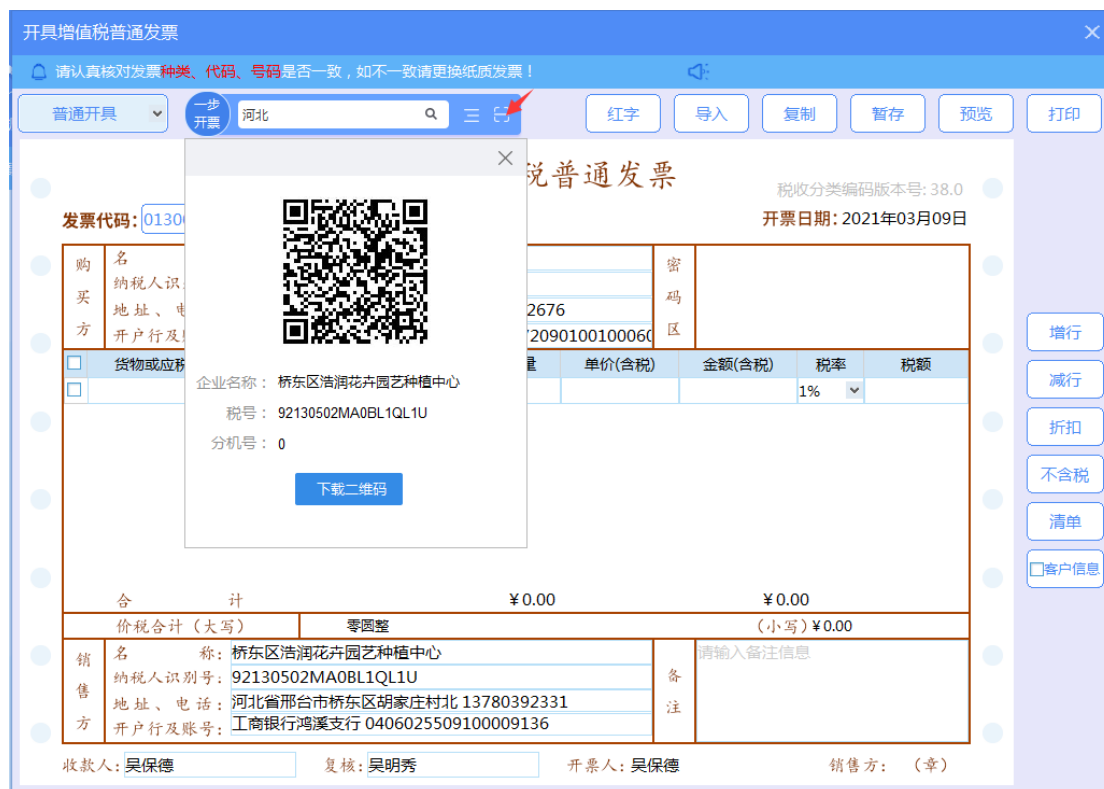 开具增值税普通发票
请认真核对发票种类、代码、号码是否一致，如不一致请更换纸质发票！
普通开具
一步
开票
河北
红字
导入
复制
暂存
预览
打印
税普通发票
税收分类编码版本号: 38.0
发票代码: 0130
开票日期: 2021年03月09日
购
买
方
名
纳税人识
地址、
2676
开户行及
2090100100060
密
码
区
货物或应税
单价(含税)
金额(含税)
税率
税额
1%
企业名称： 桥东区浩润花卉园艺种植中心
税号： 92130502MA0BL1QL1U
分机号： 0
下载二维码
增行
减行
折扣
不含税
清单
客户信息
合 计 ￥0.00 ￥0.00
价税合计（大写） 零圆整 （小写）￥0.00
销
售
方
名 称: 桥东区浩润花卉园艺种植中心
纳税人识别号: 92130502MA0BL1QL1U
地址、电话: 河北省邢台市桥东区胡家庄村北 13780392331
开户行及账号: 工商银行鸿溪支行 0406025509100009136
备
注
请输入备注信息
收款人: 吴保德 复核: 吴明秀 开票人: 吴保德 销售方: （章）